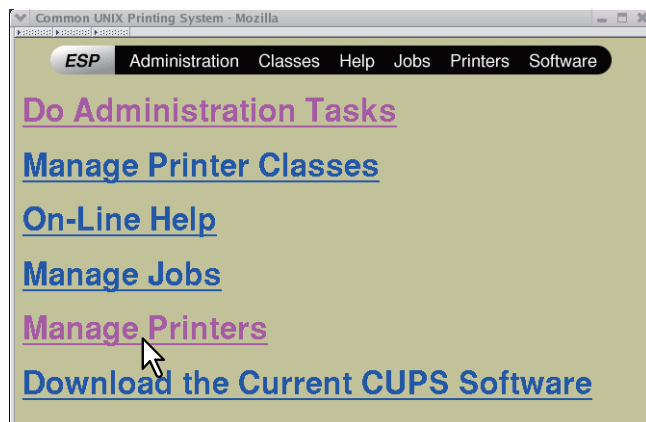 Common UNIX Printing System - Mozilla
ESP Administration Classes Help Jobs Printers Software
Do Administration Tasks
Manage Printer Classes
On-Line Help
Manage Jobs
Manage Printers
Download the Current CUPS Software